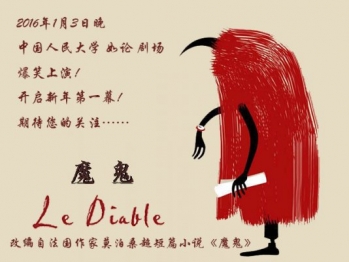 2016年1月3日晚
中国人民大学如论剧场
爆笑上演！
开启新年第一幕！
期待您的关注……
魔 鬼
Le Diable
改编自法国作家莫泊桑超短篇小说《魔鬼》